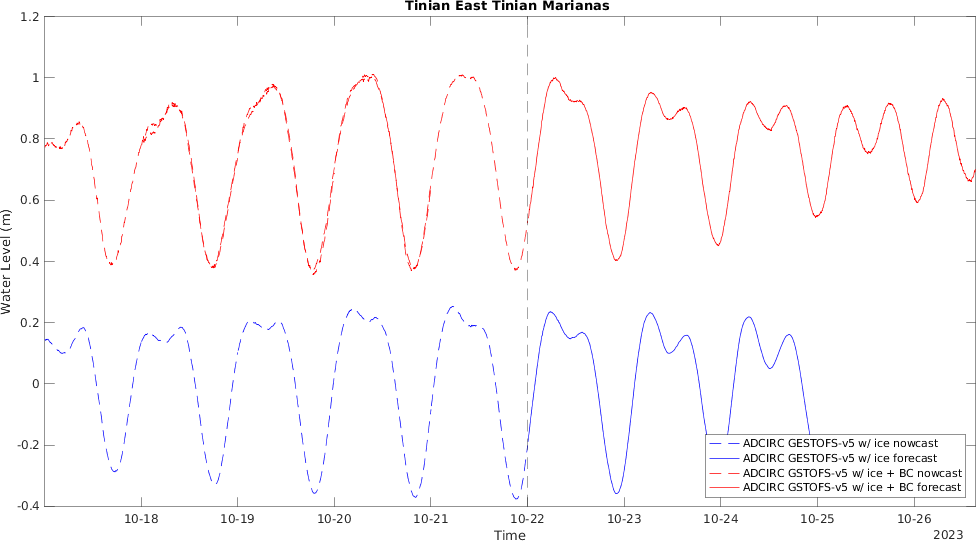 Tinian East Tinian Marianas
1.2
1
0.8
0.6
0.4
0.2
0
-0.2
-0.4
Water Level (m)
ADCIRC GESTOFS-v5 w/ ice nowcast
ADCIRC GESTOFS-v5 w/ ice forecast
ADCIRC GSTOFS-v5 w/ ice + BC nowcast
ADCIRC GSTOFS-v5 w/ ice + BC forecast
10-18 10-19 10-20 10-21 10-22 10-23 10-24 10-25 10-26
Time
2023